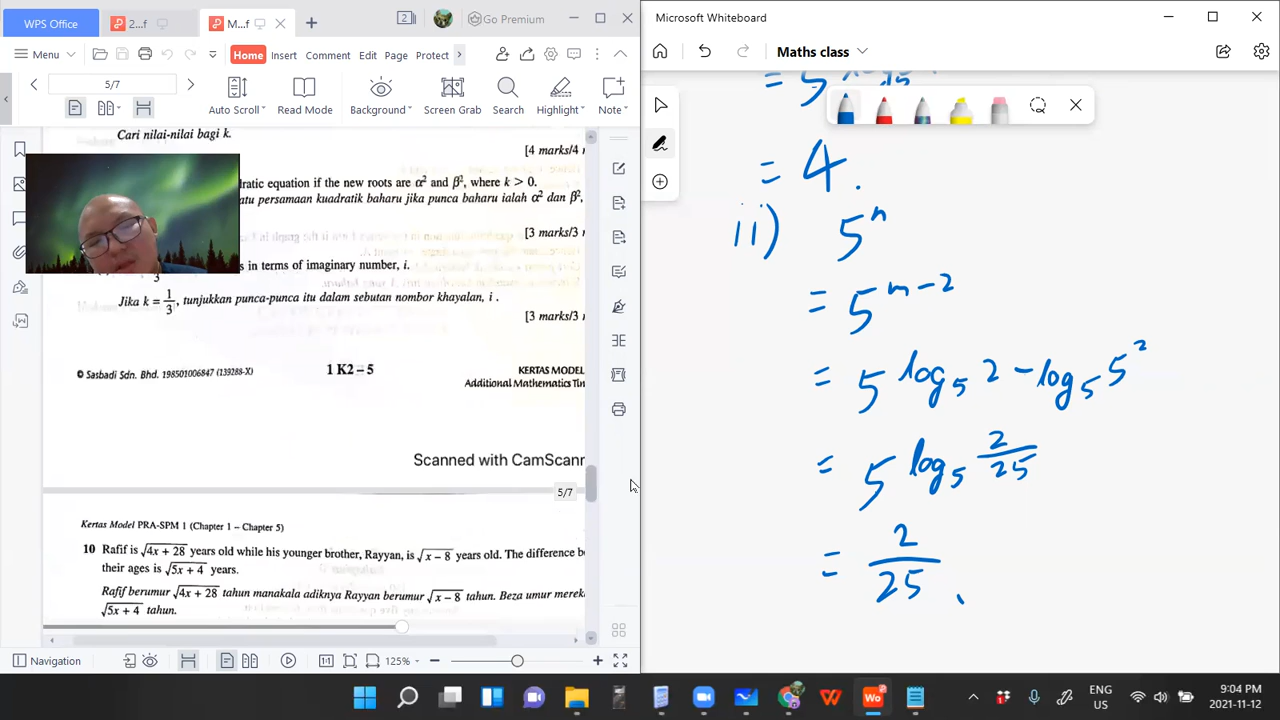 WPS Office
2...f
M...f
Go Premium
Menu
Home
Insert
Comment
Edit
Page
Protect
5/7
Auto Scroll
Read Mode
Background
Screen Grab
Search
Highlight
Note
Cari nilai-nilai bagi k.
[4 marks/4
dratic equation if the new roots are α² and β², where k > 0.
atu persamaan kuadratik baharu jika punca baharu ialah α² dan β²,
[3 marks/3
3
s in terms of imaginary number, i.
Jika k = 1/3, tunjukkan punca-punca itu dalam sebutan nombor khayalan, i .
[3 marks/3
© Sasbadi Sdn. Bhd. 198501006847 (139288-X)
1 K2 – 5
KERTAS MODEL
Additional Mathematics
Scanned with CamScann
5/7
Kertas Model PRA-SPM 1 (Chapter 1 – Chapter 5)
10 Rafif is √(4x + 28) years old while his younger brother, Rayyan, is √(x – 8) years old. The difference be
their ages is √(5x + 4) years.
Rafif berumur √(4x + 28) tahun manakala adiknya Rayyan berumur √(x – 8) tahun. Beza umur merek
√(5x + 4) tahun.
Navigation
125%
Microsoft Whiteboard
Maths class
= 4.
ii) 5ⁿ
= 5^(m-2)
= 5^(log₅ 2 - log₅ 5²)
= 5^(log₅ 2/25)
= 2/25
ENG
US
9:04 PM
2021-11-12